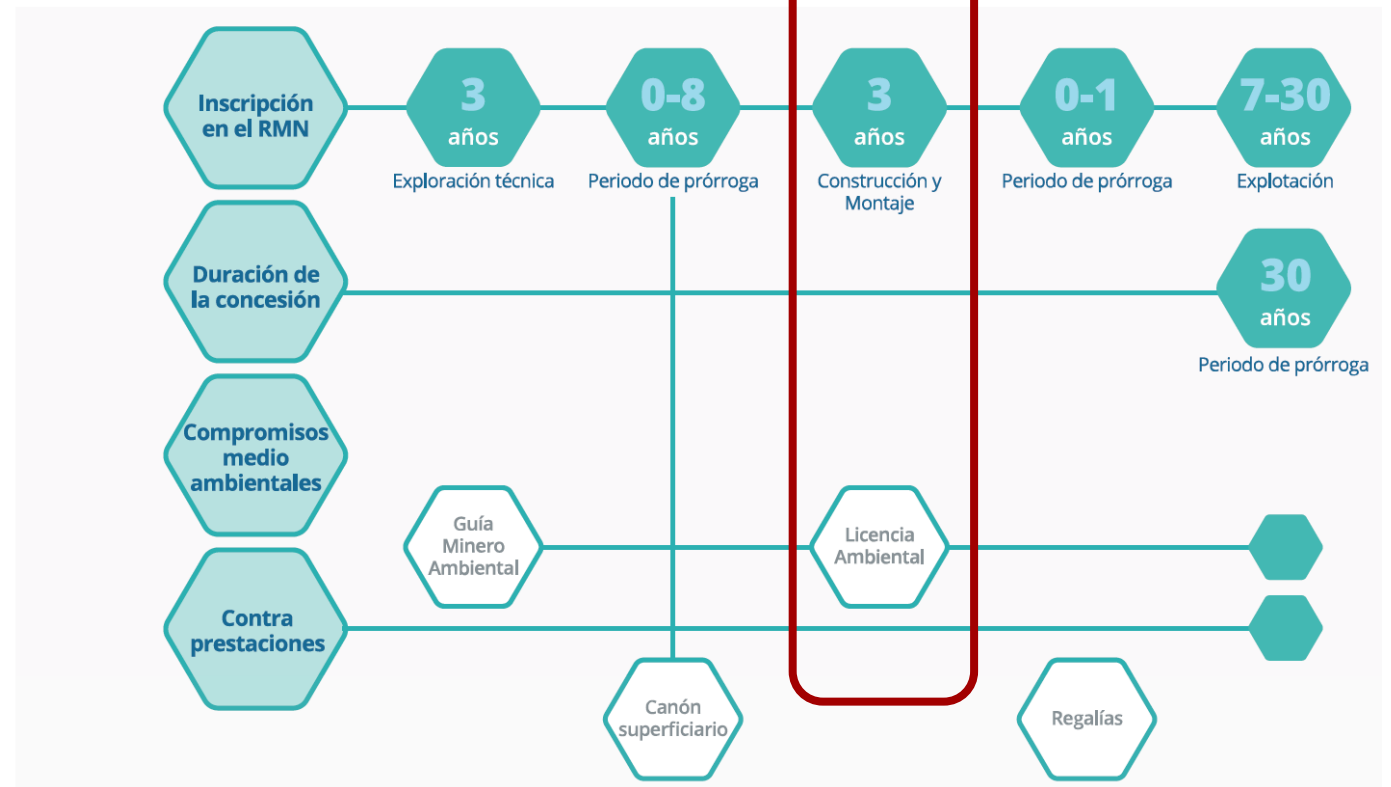 Inscripción
en el RMN
3
años
Exploración técnica
0-8
años
Periodo de prórroga
3
años
Construcción y
Montaje
0-1
años
Periodo de prórroga
7-30
años
Explotación
Duración de
la concesión
30
años
Periodo de prórroga
Compromisos
medio
ambientales
Guía
Minero
Ambiental
Licencia
Ambiental
Contra
prestaciones
Canón
superficiario
Regalías